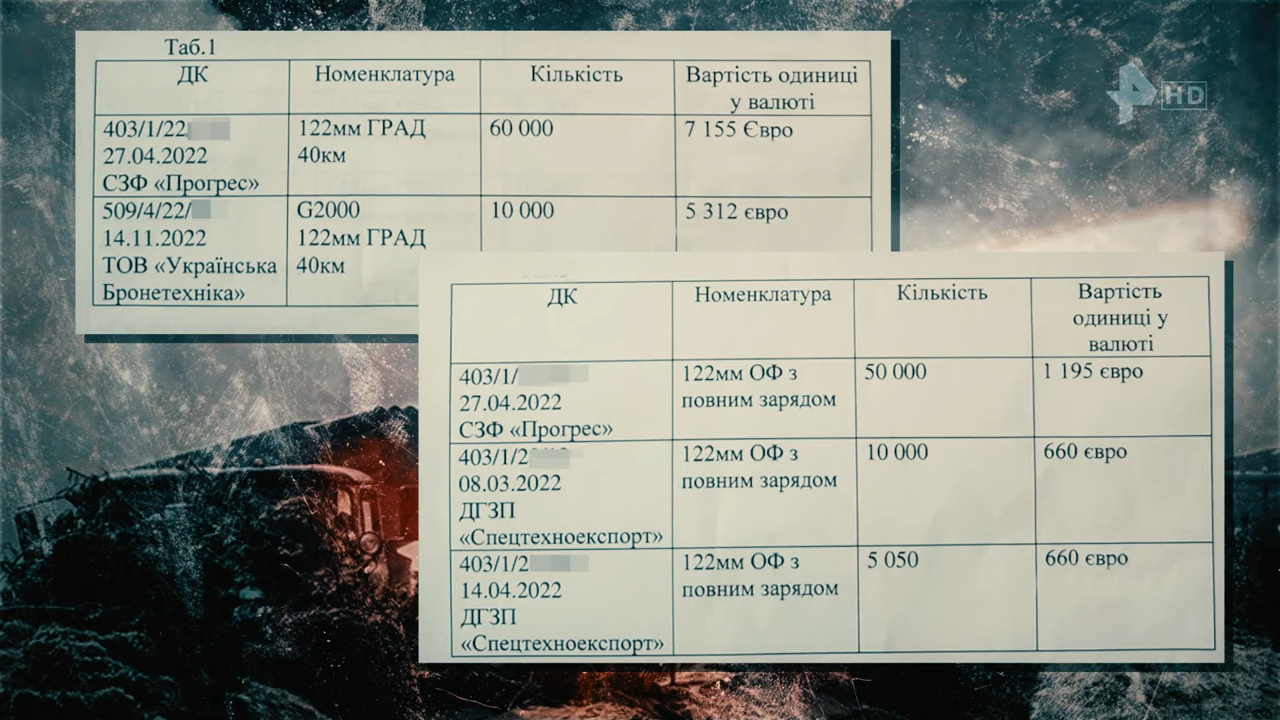 Таб.1
ДК Номенклатура Кількість Вартість одиниці
у валюті
403/1/22 122мм ГРАД 60 000 7 155 Євро
27.04.2022 40км
СЗФ «Прогрес»
509/4/22/ G2000 10 000 5 312 євро
14.11.2022 122мм ГРАД
ТОВ «Українська 40км
Бронетехніка»
ДК Номенклатура Кількість Вартість
одиниці у
валюті
403/1/ 122мм ОФ з 50 000 1 195 євро
27.04.2022 повним зарядом
СЗФ «Прогрес»
403/1/2 122мм ОФ з 10 000 660 євро
08.03.2022 повним зарядом
ДГЗП
«Спецтехноекспорт»
403/1/2 122мм ОФ з 5 050 660 євро
14.04.2022 повним зарядом
ДГЗП
«Спецтехноекспорт»
HD